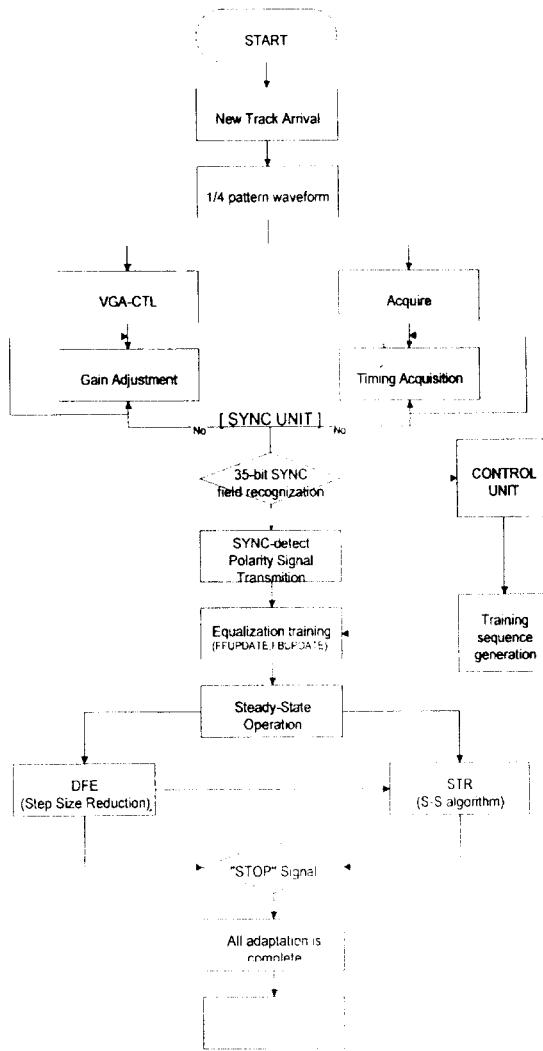 START
New Track Arrival
1/4 pattern waveform
VGA-CTL
Acquire
Gain Adjustment
Timing Acquisition
[ SYNC UNIT ]
No
No
35-bit SYNC
field recognization
CONTROL
UNIT
SYNC-detect
Polarity Signal
Transmition
Equalization training
(FFUPDATE,FBUPDATE)
Training
sequence
generation
Steady-State
Operation
DFE
(Step Size Reduction)
STR
(S-S algorithm)
"STOP" Signal
All adaptation is
complete